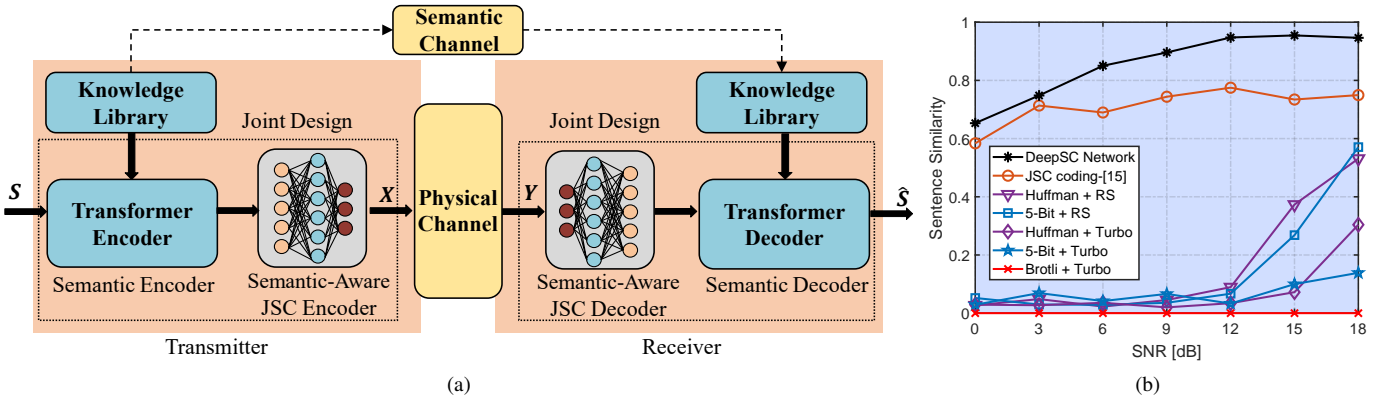 Semantic
Channel
Knowledge
Library
Joint Design
S
Transformer
Encoder
Semantic Encoder
Semantic-Aware
JSC Encoder
X
Transmitter
Physical
Channel
Y
Joint Design
Knowledge
Library
Semantic-Aware
JSC Decoder
Transformer
Decoder
Semantic Decoder
Ŝ
Receiver
(a)
Sentence Similarity
1
0.8
0.6
0.4
0.2
0
DeepSC Network
JSC coding-[15]
Huffman + RS
5-Bit + RS
Huffman + Turbo
5-Bit + Turbo
Brotli + Turbo
0 3 6 9 12 15 18
SNR [dB]
(b)